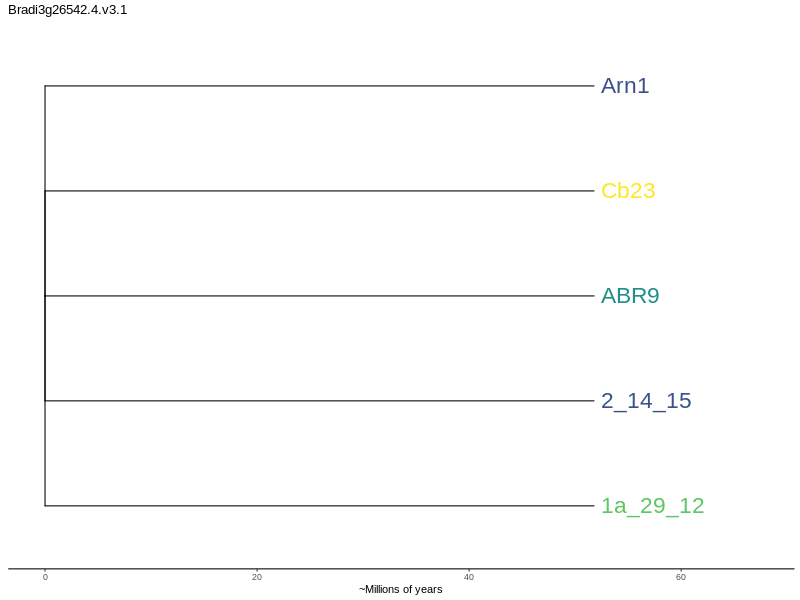 Bradi3g26542.4.v3.1
Arn1
Cb23
ABR9
2_14_15
1a_29_12
0 20 40 60
~Millions of years